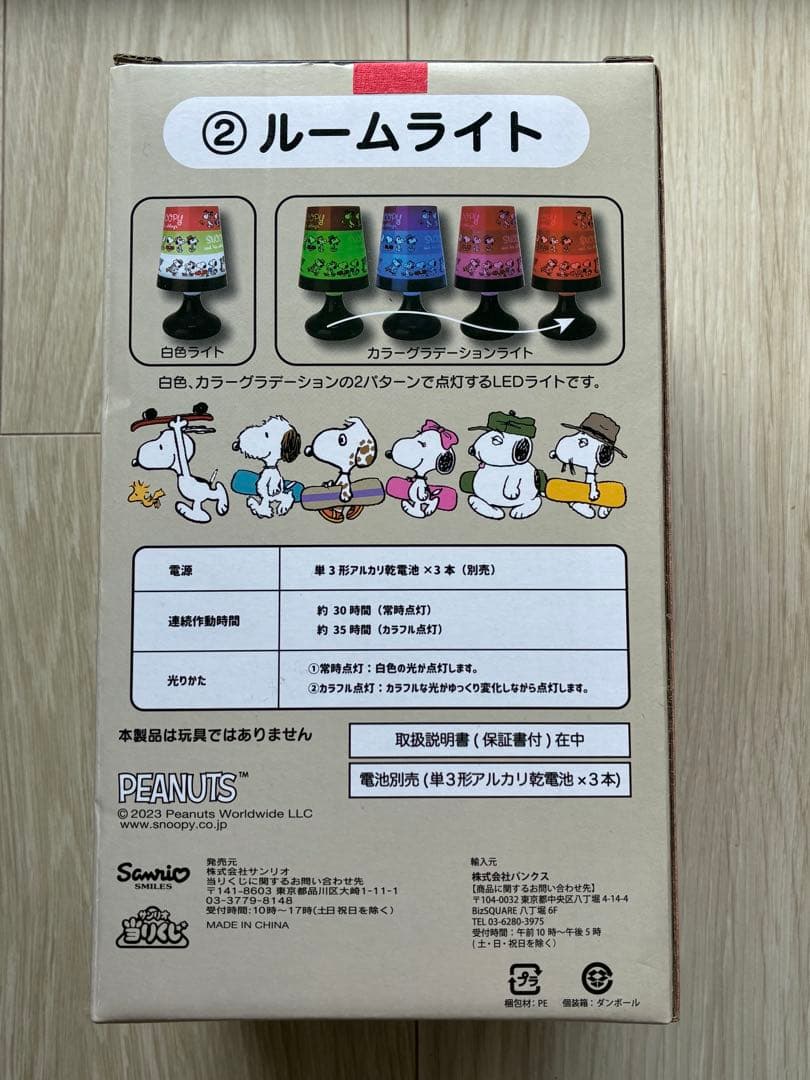 ② ルームライト
白色ライト
カラーグラデーションライト
白色、カラーグラデーションの2パターンで点灯するLEDライトです。
電源
単3形アルカリ乾電池×3本（別売）
連続作動時間
約 30時間（常時点灯）
約 35時間（カラフル点灯）
光りかた
①常時点灯：白色の光が点灯します。
②カラフル点灯：カラフルな光がゆっくり変化しながら点灯します。
本製品は玩具ではありません
取扱説明書(保証書付)在中
電池別売(単3形アルカリ乾電池×3本)
PEANUTS™
©2023 Peanuts Worldwide LLC
www.snoopy.co.jp
Sanrio
SMILES
サンリオ
当りくじ
発売元
株式会社サンリオ
当りくじに関するお問い合わせ先
〒141-8603 東京都品川区大崎1-11-1
03-3779-8148
受付時間:10時〜17時(土日祝日を除く)
MADE IN CHINA
輸入元
株式会社バンクス
【商品に関するお問い合わせ先】
〒104-0032 東京都中央区八丁堀 4-14-4
BizSQUARE 八丁堀 6F
TEL 03-6280-3975
受付時間：午前10時〜午後5時
(土・日・祝日を除く)
プラ
梱包材：PE
個装箱：ダンボール